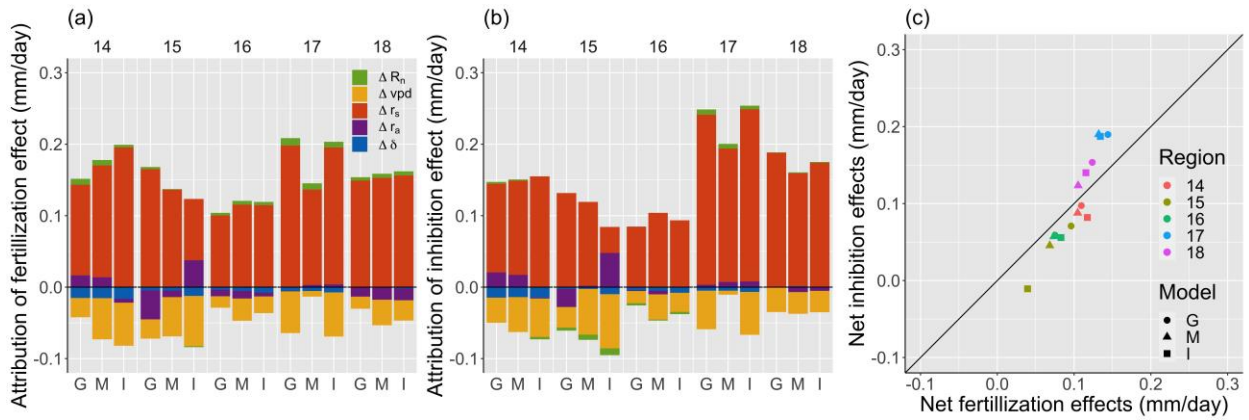 (a)
14 15 16 17 18
Attribution of fertillization effect (mm/day)
0.3
0.2
0.1
0.0
-0.1
Δ Rn
Δ vpd
Δ rs
Δ ra
Δ δ
G M I G M I G M I G M I G M I
(b)
14 15 16 17 18
Attribution of inhibition effect (mm/day)
0.3
0.2
0.1
0.0
-0.1
G M I G M I G M I G M I G M I
(c)
Net inhibition effects (mm/day)
0.3
0.2
0.1
0.0
-0.1
Region
14
15
16
17
18
Model
G
M
I
-0.1 0.0 0.1 0.2 0.3
Net fertillization effects (mm/day)